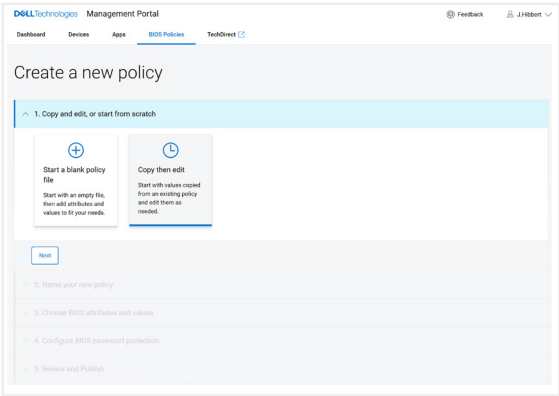 DELLTechnologies Management Portal
Feedback
J.Hibbert
Dashboard Devices Apps BIOS Policies TechDirect
Create a new policy
1. Copy and edit, or start from scratch
Start a blank policy
file
Start with an empty file,
then add attributes and
values to fit your needs.
Copy then edit
Start with values copied
from an existing policy
and edit them as
needed.
Next
2. Name your new policy
3. Choose BIOS attributes and values
4. Configure BIOS password protection
5. Review and Publish